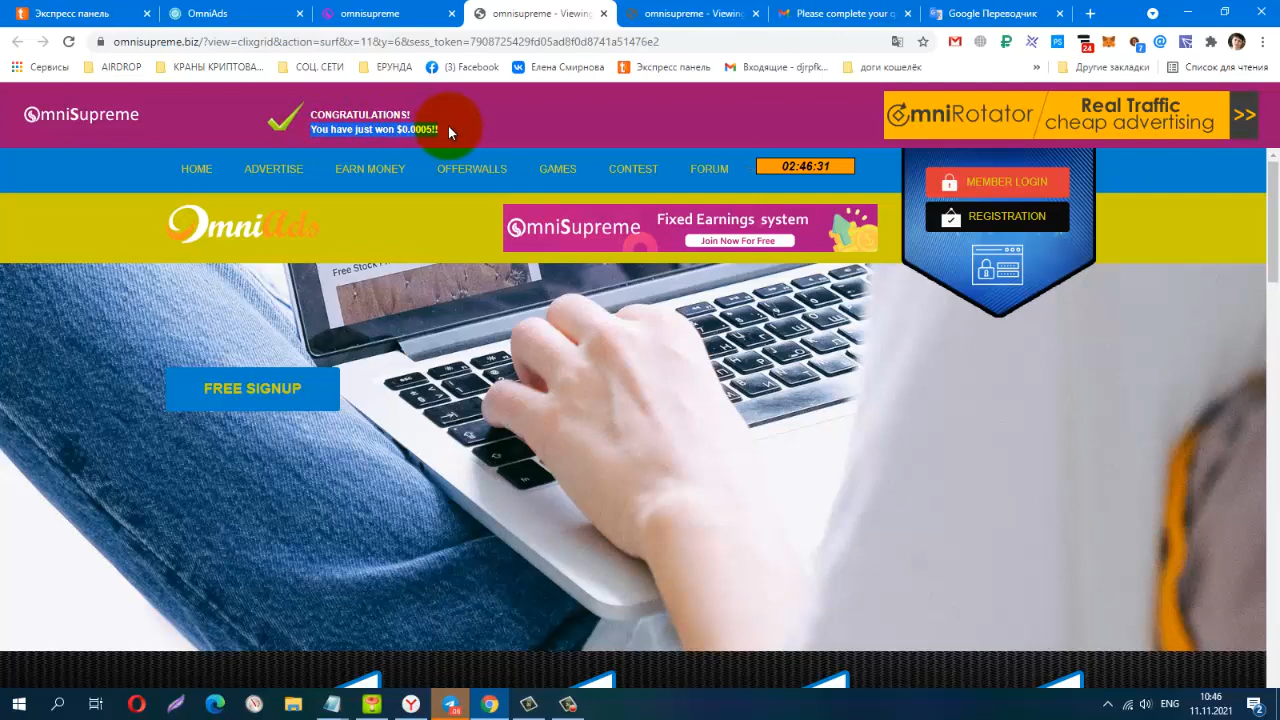 Экспресс панель
OmniAds
omnisupreme
omnisupreme - Viewing
omnisupreme - Viewing
Please complete your
Google Переводчик
omnisupreme.biz/?view=clixgrid&action=surf&x=11&y=6&sess_token=7908725429fd05ad8f0d8741a51476e2
Сервисы
AIRDROP
КРАНЫ КРИПТОВА...
СОЦ. СЕТИ
ЕРУНДА
(3) Facebook
Елена Смирнова
Экспресс панель
Входящие - djrpfk...
доги кошелёк
»
Другие закладки
Список для чтения
OmniSupreme
CONGRATULATIONS!
You have just won $0.0005!!
OmniRotator
Real Traffic
cheap advertising
>>
HOME
ADVERTISE
EARN MONEY
OFFERWALLS
GAMES
CONTEST
FORUM
02:46:31
MEMBER LOGIN
REGISTRATION
OmniAds
OmniSupreme
Fixed Earnings system
Join Now For Free
Free Stock
FREE SIGNUP
ENG
10:46
11.11.2021